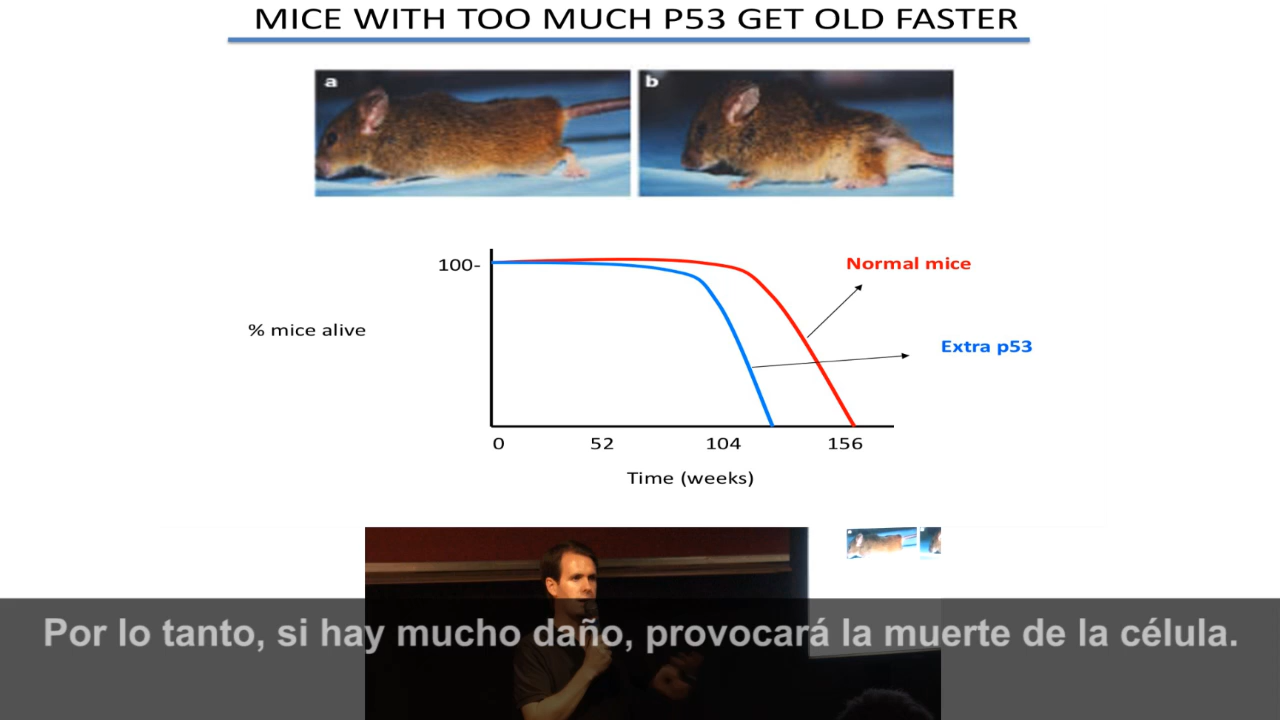 MICE WITH TOO MUCH P53 GET OLD FASTER
a
b
100-
Normal mice
% mice alive
Extra p53
0 52 104 156
Time (weeks)
Por lo tanto, si hay mucho daño, provocará la muerte de la célula.